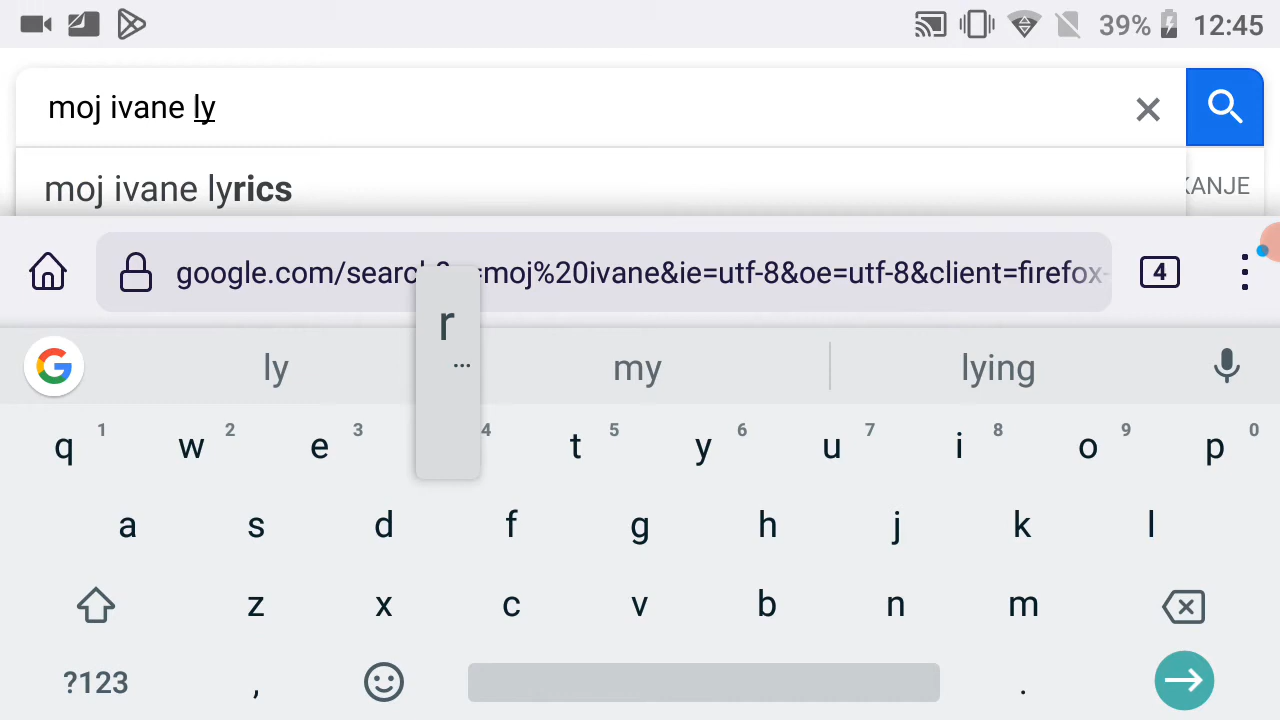 39% 12:45
moj ivane ly
moj ivane lyrics
KANJE
google.com/search?q=moj%20ivane&ie=utf-8&oe=utf-8&client=firefox-
4
r
...
ly my lying
q 1 w 2 e 3 4 t 5 y 6 u 7 i 8 o 9 p 0
a s d f g h j k l
z x c v b n m
?123 , .